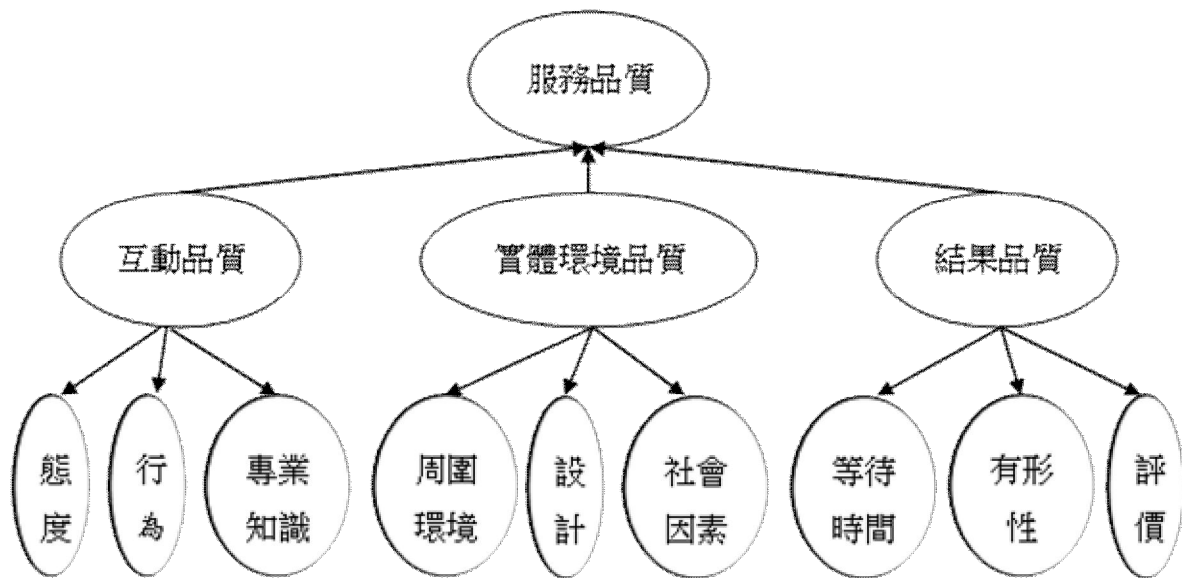 服務品質
互動品質
實體環境品質
結果品質
態
度
行
為
專業
知識
周圍
環境
設
計
社會
因素
等待
時間
有形
性
評
價